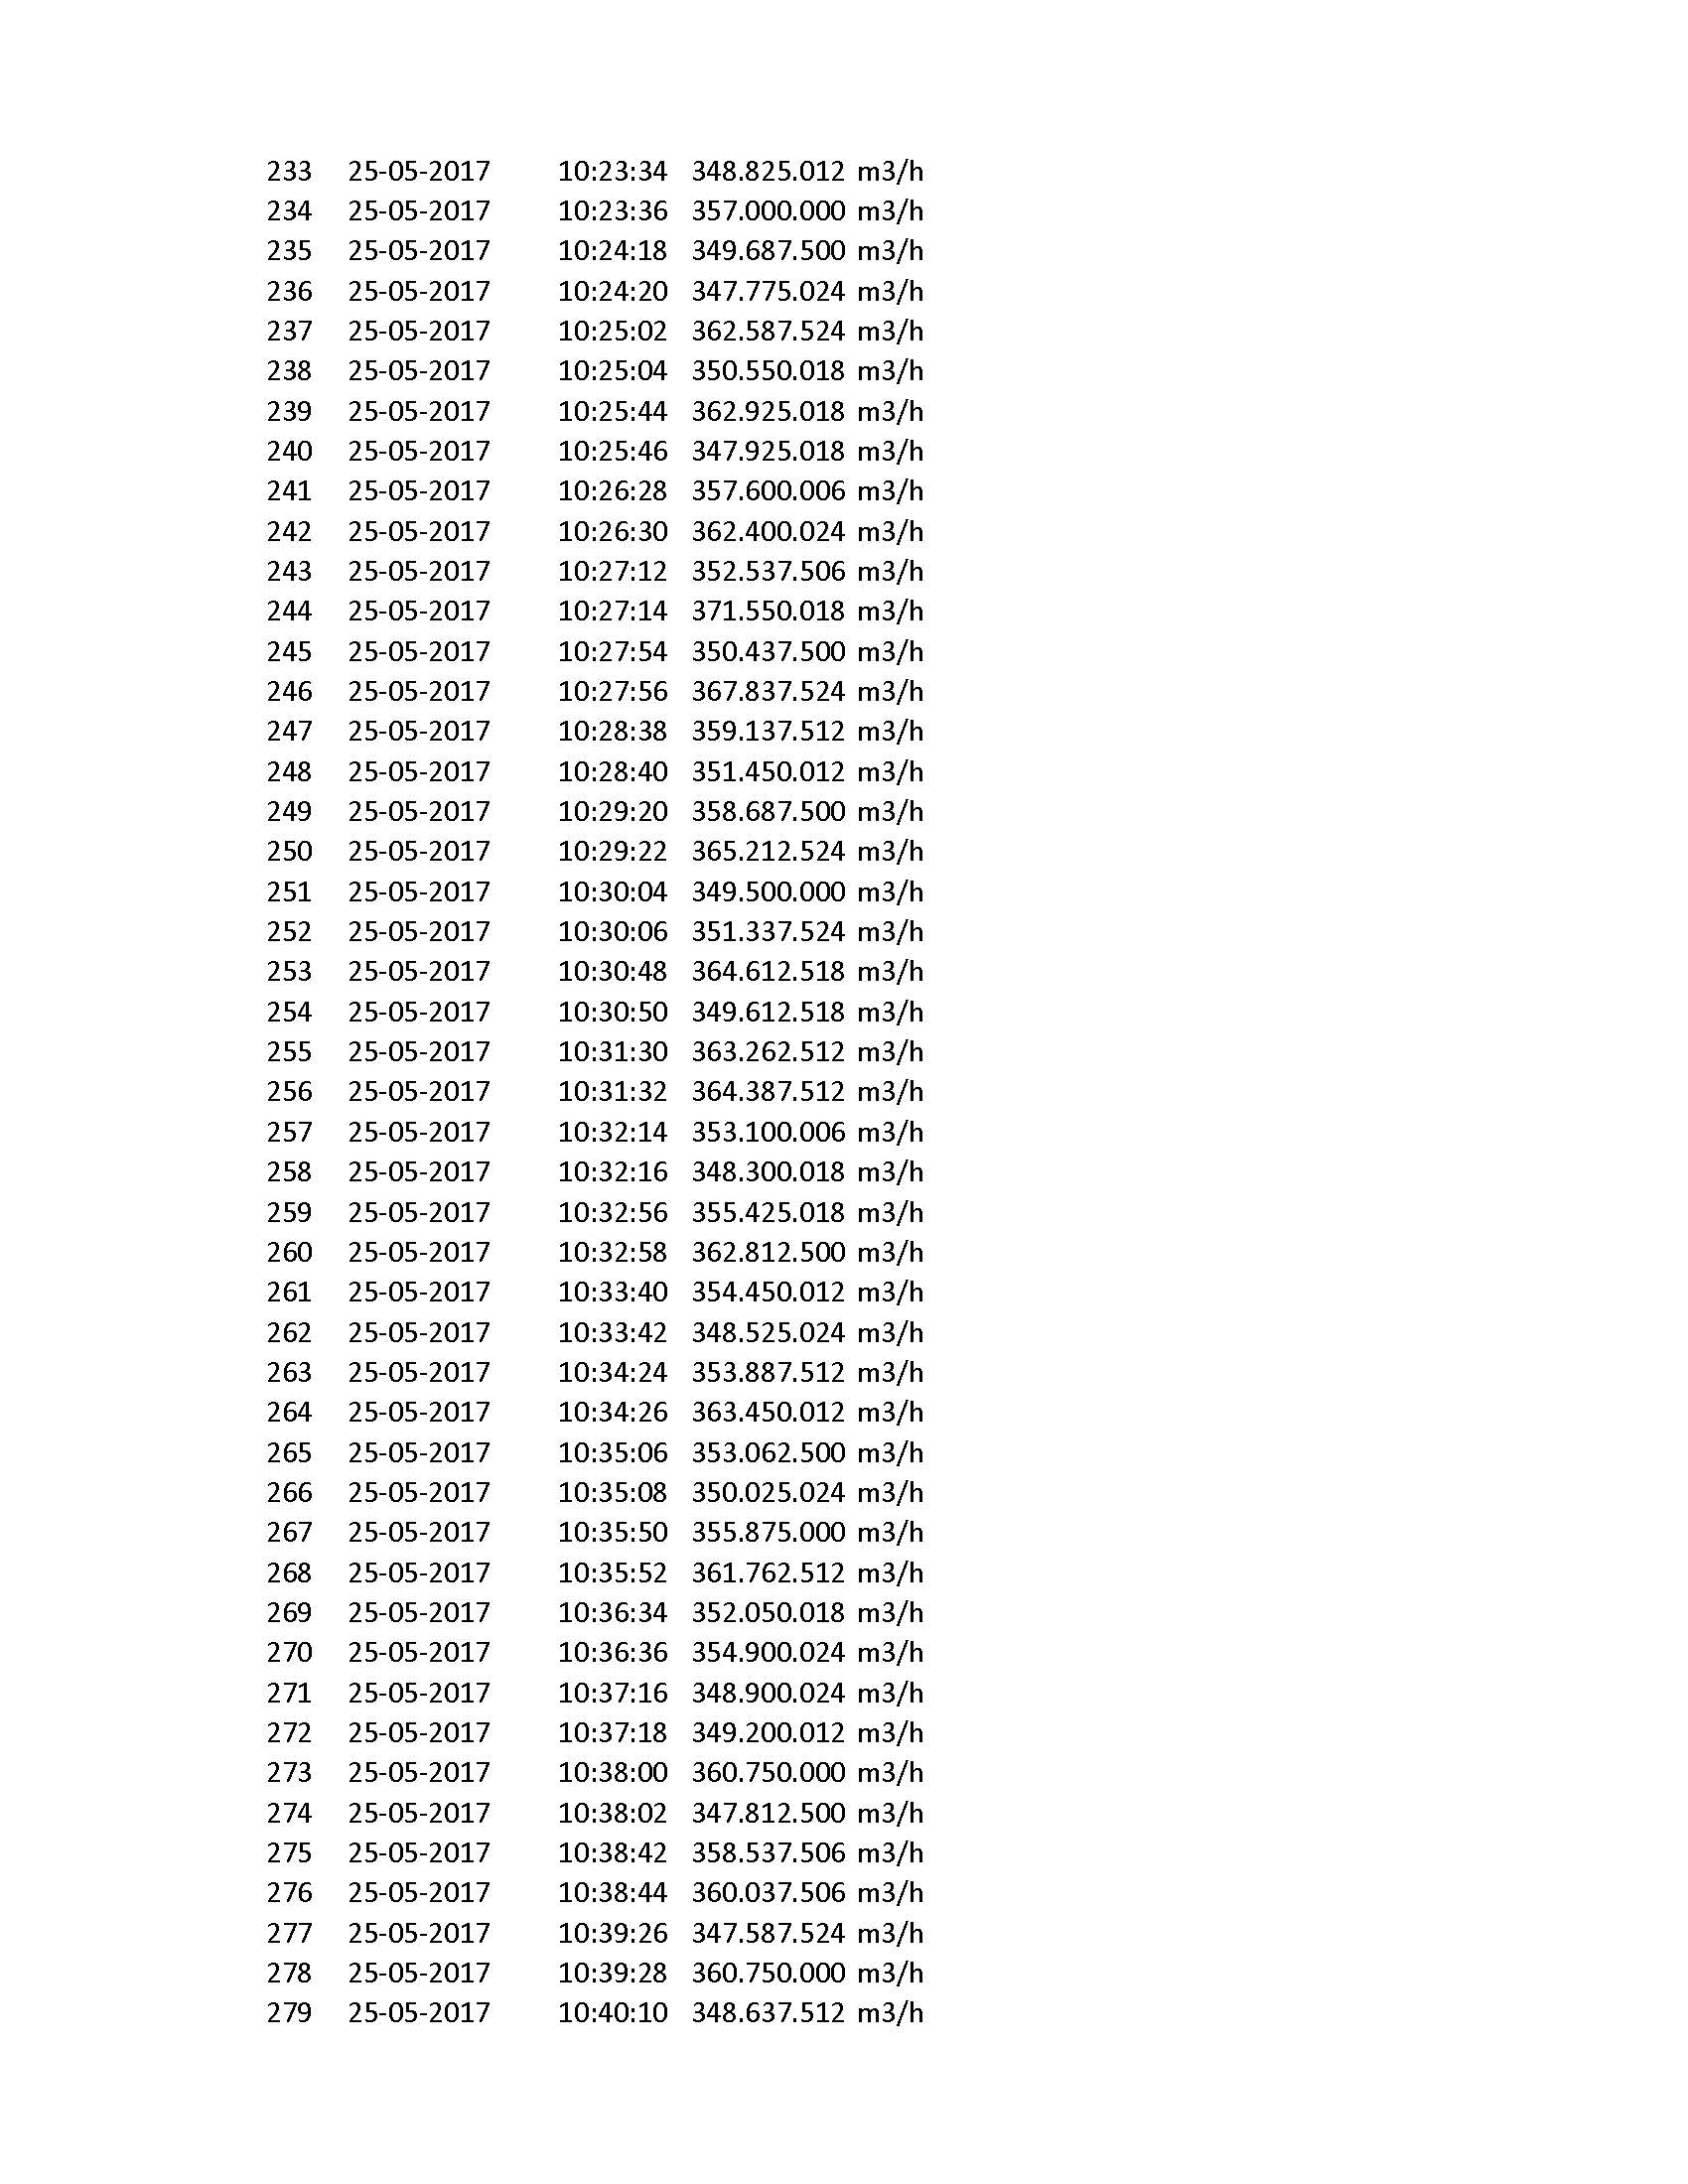 233 25-05-2017 10:23:34 348.825.012 m3/h
234 25-05-2017 10:23:36 357.000.000 m3/h
235 25-05-2017 10:24:18 349.687.500 m3/h
236 25-05-2017 10:24:20 347.775.024 m3/h
237 25-05-2017 10:25:02 362.587.524 m3/h
238 25-05-2017 10:25:04 350.550.018 m3/h
239 25-05-2017 10:25:44 362.925.018 m3/h
240 25-05-2017 10:25:46 347.925.018 m3/h
241 25-05-2017 10:26:28 357.600.006 m3/h
242 25-05-2017 10:26:30 362.400.024 m3/h
243 25-05-2017 10:27:12 352.537.506 m3/h
244 25-05-2017 10:27:14 371.550.018 m3/h
245 25-05-2017 10:27:54 350.437.500 m3/h
246 25-05-2017 10:27:56 367.837.524 m3/h
247 25-05-2017 10:28:38 359.137.512 m3/h
248 25-05-2017 10:28:40 351.450.012 m3/h
249 25-05-2017 10:29:20 358.687.500 m3/h
250 25-05-2017 10:29:22 365.212.524 m3/h
251 25-05-2017 10:30:04 349.500.000 m3/h
252 25-05-2017 10:30:06 351.337.524 m3/h
253 25-05-2017 10:30:48 364.612.518 m3/h
254 25-05-2017 10:30:50 349.612.518 m3/h
255 25-05-2017 10:31:30 363.262.512 m3/h
256 25-05-2017 10:31:32 364.387.512 m3/h
257 25-05-2017 10:32:14 353.100.006 m3/h
258 25-05-2017 10:32:16 348.300.018 m3/h
259 25-05-2017 10:32:56 355.425.018 m3/h
260 25-05-2017 10:32:58 362.812.500 m3/h
261 25-05-2017 10:33:40 354.450.012 m3/h
262 25-05-2017 10:33:42 348.525.024 m3/h
263 25-05-2017 10:34:24 353.887.512 m3/h
264 25-05-2017 10:34:26 363.450.012 m3/h
265 25-05-2017 10:35:06 353.062.500 m3/h
266 25-05-2017 10:35:08 350.025.024 m3/h
267 25-05-2017 10:35:50 355.875.000 m3/h
268 25-05-2017 10:35:52 361.762.512 m3/h
269 25-05-2017 10:36:34 352.050.018 m3/h
270 25-05-2017 10:36:36 354.900.024 m3/h
271 25-05-2017 10:37:16 348.900.024 m3/h
272 25-05-2017 10:37:18 349.200.012 m3/h
273 25-05-2017 10:38:00 360.750.000 m3/h
274 25-05-2017 10:38:02 347.812.500 m3/h
275 25-05-2017 10:38:42 358.537.506 m3/h
276 25-05-2017 10:38:44 360.037.506 m3/h
277 25-05-2017 10:39:26 347.587.524 m3/h
278 25-05-2017 10:39:28 360.750.000 m3/h
279 25-05-2017 10:40:10 348.637.512 m3/h